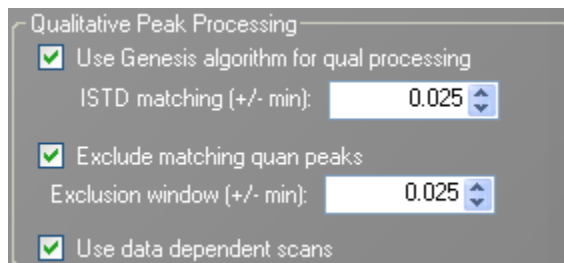 Qualitative Peak Processing
Use Genesis algorithm for qual processing
ISTD matching (+/- min): 0.025
Exclude matching quan peaks
Exclusion window (+/- min): 0.025
Use data dependent scans